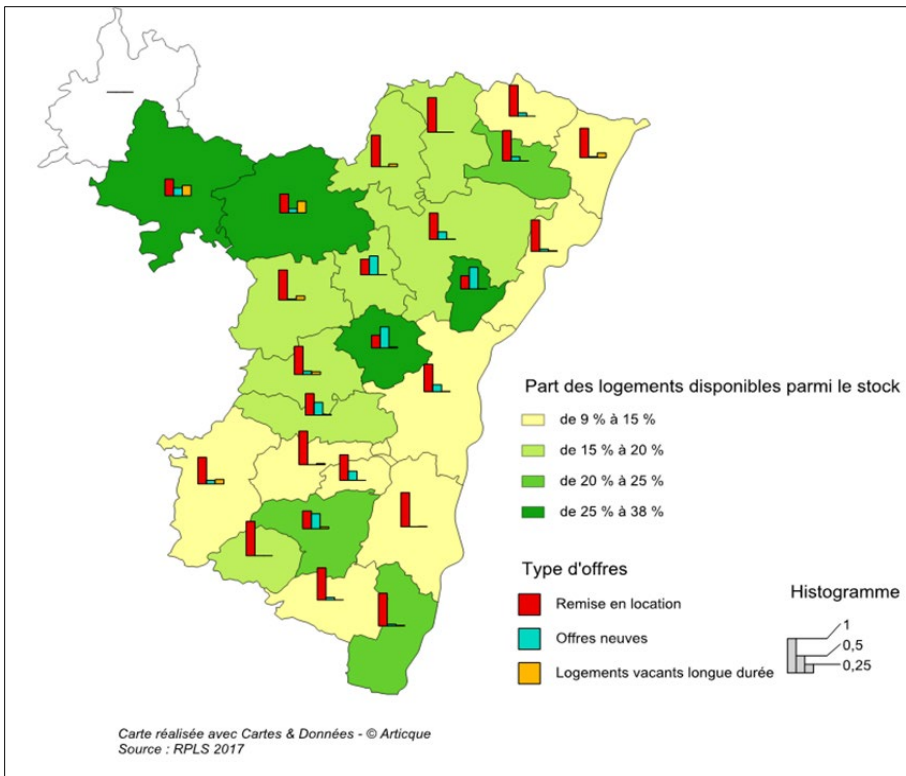 Part des logements disponibles parmi le stock
de 9 % à 15 %
de 15 % à 20 %
de 20 % à 25 %
de 25 % à 38 %
Type d'offres
Remise en location
Offres neuves
Logements vacants longue durée
Histogramme
1
0,5
0,25
Carte réalisée avec Cartes & Données - © Articque
Source : RPLS 2017